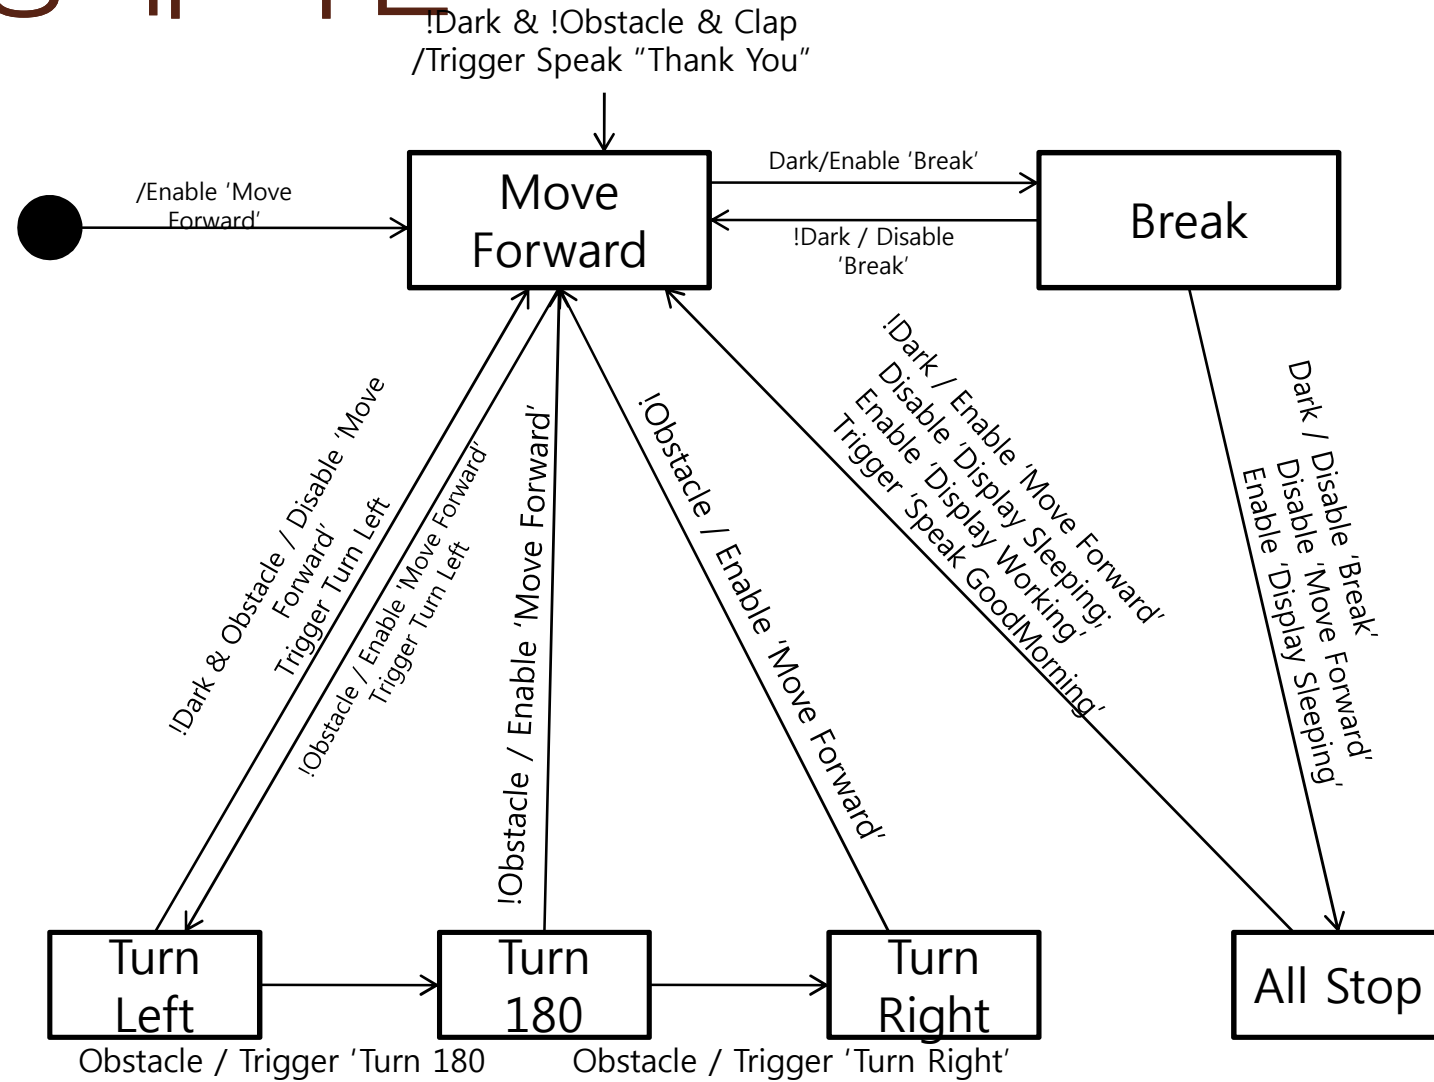 !Dark & !Obstacle & Clap
/Trigger Speak “Thank You”
/Enable ‘Move
Forward’
Move
Forward
Dark/Enable ‘Break’
!Dark / Disable
‘Break’
Break
!Dark & Obstacle / Disable ‘Move
Forward’
Trigger Turn Left
!Obstacle / Enable ‘Move Forward’
Trigger Turn Left
!Obstacle / Enable ‘Move Forward’
!Obstacle / Enable ‘Move Forward’
!Dark / Enable ‘Move Forward’
Disable ‘Display Sleeping;
Enable ‘Display Working’
Trigger ‘Speak GoodMorning’
Dark / Disable ‘Break’
Disable ‘Move Forward’
Enable ‘Display Sleeping’
Turn
Left
Turn
180
Turn
Right
All Stop
Obstacle / Trigger ‘Turn 180
Obstacle / Trigger ‘Turn Right’